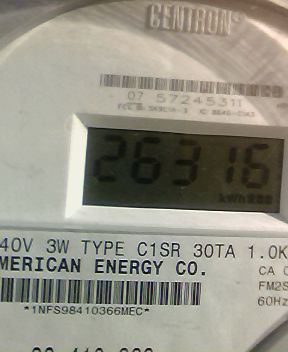 CENTRON®
07 57245311
26316
kWh
40V 3W TYPE C1SR 30TA 1.0K
MERICAN ENERGY CO.
CA 0
FM2S
60Hz
*1NFS98410366MEC*